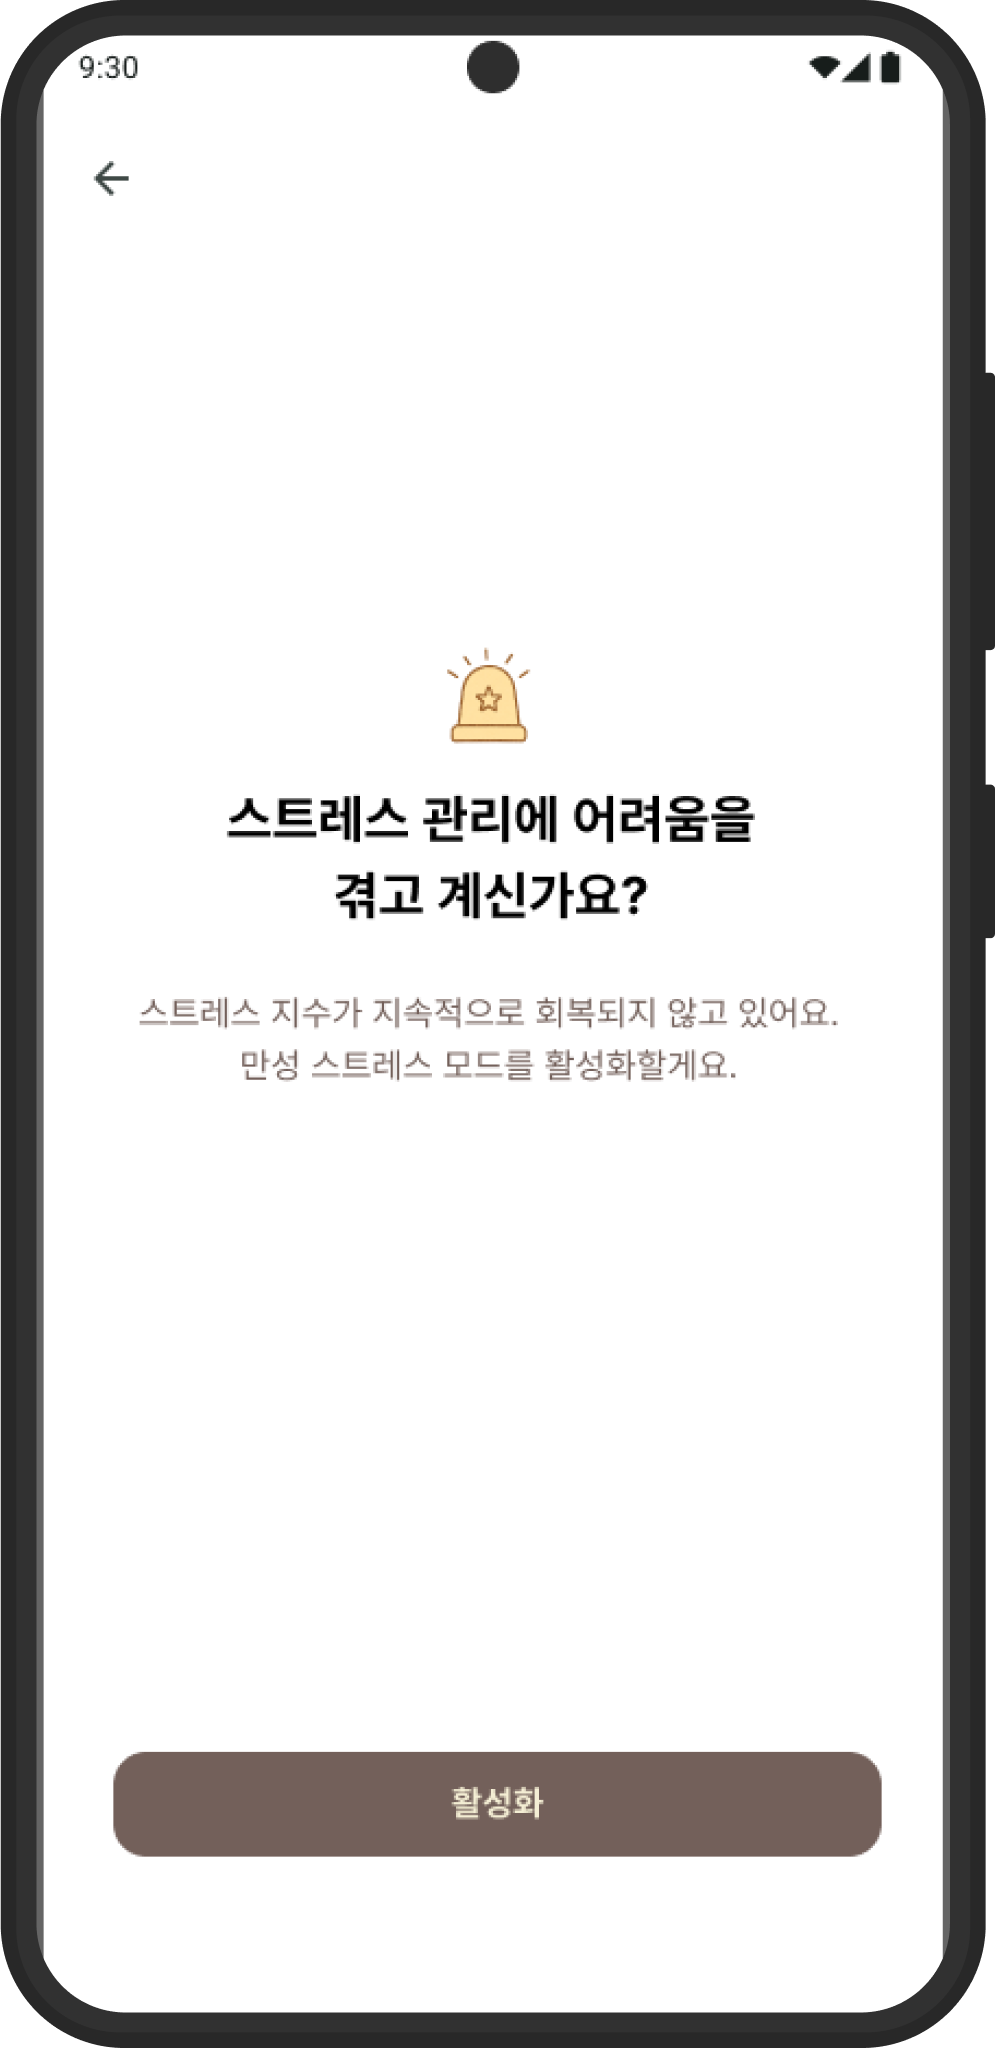 9:30
스트레스 관리에 어려움을
겪고 계신가요?
스트레스 지수가 지속적으로 회복되지 않고 있어요.
만성 스트레스 모드를 활성화할게요.
활성화